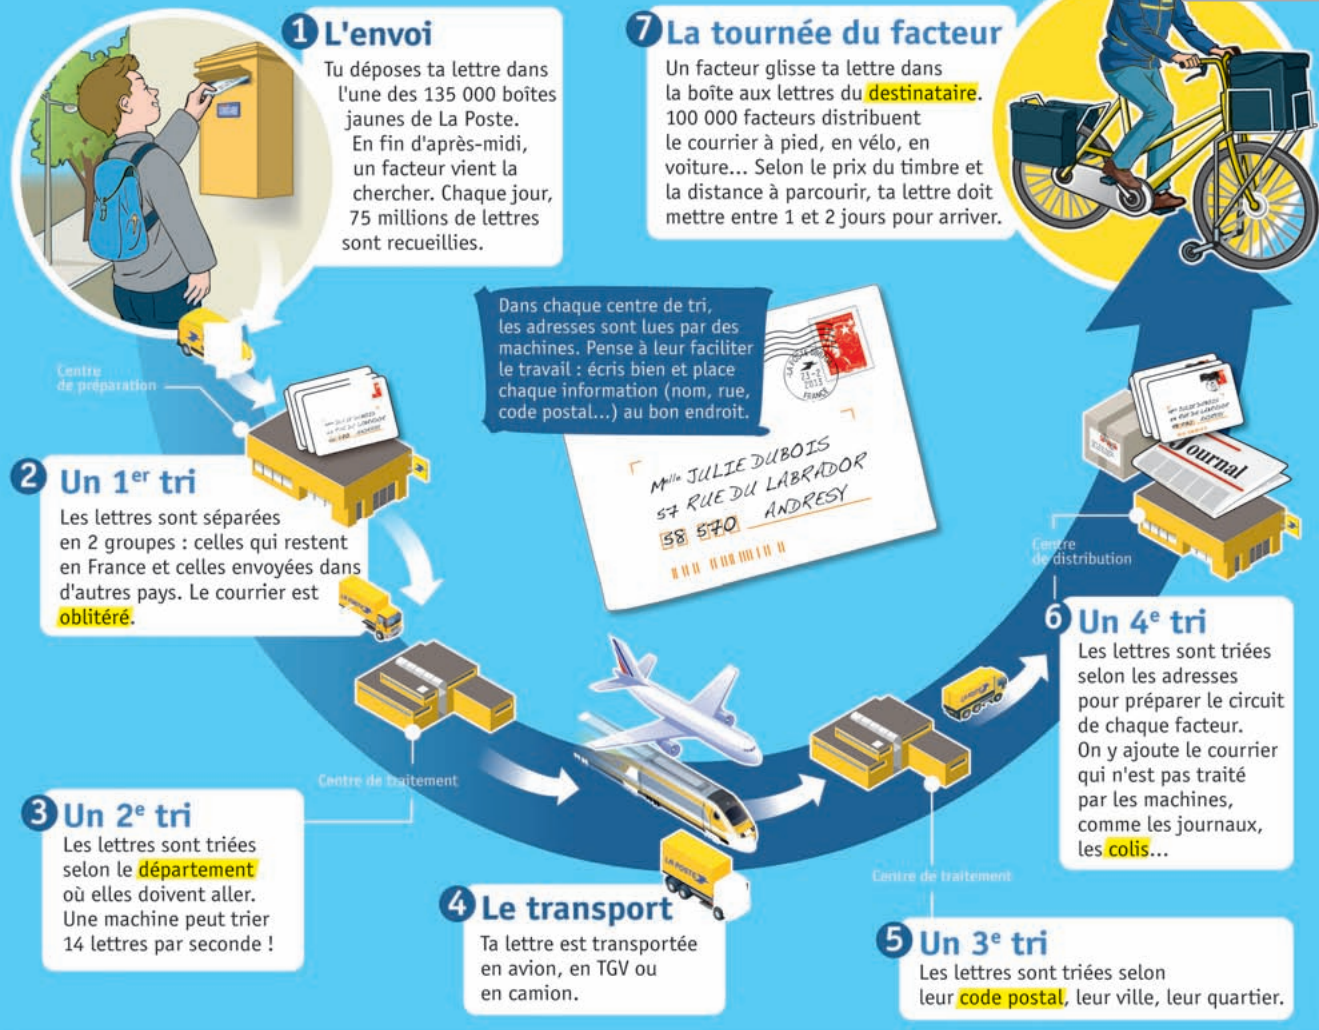 1 L'envoi
Tu déposes ta lettre dans
l'une des 135 000 boîtes
jaunes de La Poste.
En fin d'après-midi,
un facteur vient la
chercher. Chaque jour,
75 millions de lettres
sont recueillies.
7 La tournée du facteur
Un facteur glisse ta lettre dans
la boîte aux lettres du destinataire.
100 000 facteurs distribuent
le courrier à pied, en vélo, en
voiture... Selon le prix du timbre et
la distance à parcourir, ta lettre doit
mettre entre 1 et 2 jours pour arriver.
Dans chaque centre de tri,
les adresses sont lues par des
machines. Pense à leur faciliter
le travail : écris bien et place
chaque information (nom, rue,
code postal...) au bon endroit.
LA POSTE
23-2
2013
FRANCE
Melle JULIE DUBOIS
57 RUE DU LABRADOR
58 570 ANDRESY
Centre
de préparation
2 Un 1er tri
Les lettres sont séparées
en 2 groupes : celles qui restent
en France et celles envoyées dans
d'autres pays. Le courrier est
oblitéré.
Centre de traitement
3 Un 2e tri
Les lettres sont triées
selon le département
où elles doivent aller.
Une machine peut trier
14 lettres par seconde !
LA POSTE
4 Le transport
Ta lettre est transportée
en avion, en TGV ou
en camion.
Centre de traitement
5 Un 3e tri
Les lettres sont triées selon
leur code postal, leur ville, leur quartier.
Journal
Centre
de distribution
6 Un 4e tri
Les lettres sont triées
selon les adresses
pour préparer le circuit
de chaque facteur.
On y ajoute le courrier
qui n'est pas traité
par les machines,
comme les journaux,
les colis...